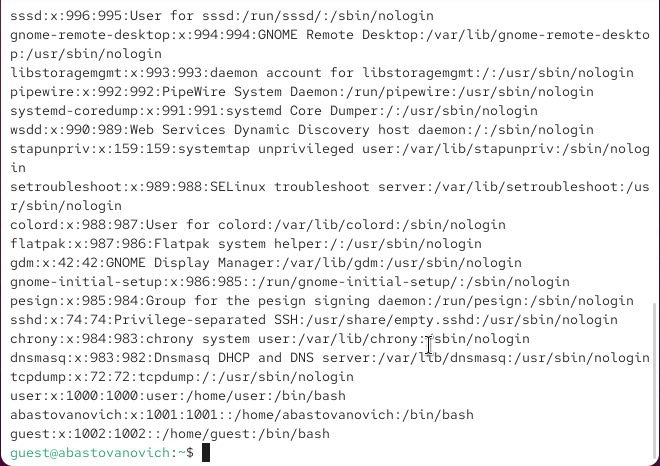 sssd:x:996:995:User for sssd:/run/sssd/:/sbin/nologin
gnome-remote-desktop:x:994:994:GNOME Remote Desktop:/var/lib/gnome-remote-deskto
p:/usr/sbin/nologin
libstoragemgmt:x:993:993:daemon account for libstoragemgmt:/:/usr/sbin/nologin
pipewire:x:992:992:PipeWire System Daemon:/run/pipewire:/usr/sbin/nologin
systemd-coredump:x:991:991:systemd Core Dumper:/:/usr/sbin/nologin
wsdd:x:990:989:Web Services Dynamic Discovery host daemon:/:/sbin/nologin
stapunpriv:x:159:159:systemtap unprivileged user:/var/lib/stapunpriv:/sbin/nolog
in
setroubleshoot:x:989:988:SELinux troubleshoot server:/var/lib/setroubleshoot:/us
r/sbin/nologin
colord:x:988:987:User for colord:/var/lib/colord:/sbin/nologin
flatpak:x:987:986:Flatpak system helper:/:/usr/sbin/nologin
gdm:x:42:42:GNOME Display Manager:/var/lib/gdm:/usr/sbin/nologin
gnome-initial-setup:x:986:985::/run/gnome-initial-setup/:/sbin/nologin
pesign:x:985:984:Group for the pesign signing daemon:/run/pesign:/sbin/nologin
sshd:x:74:74:Privilege-separated SSH:/usr/share/empty.sshd:/usr/sbin/nologin
chrony:x:984:983:chrony system user:/var/lib/chrony:/sbin/nologin
dnsmasq:x:983:982:Dnsmasq DHCP and DNS server:/var/lib/dnsmasq:/usr/sbin/nologin
tcpdump:x:72:72:tcpdump:/:/usr/sbin/nologin
user:x:1000:1000:user:/home/user:/bin/bash
abastovanovich:x:1001:1001::/home/abastovanovich:/bin/bash
guest:x:1002:1002::/home/guest:/bin/bash
guest@abastovanovich:~$